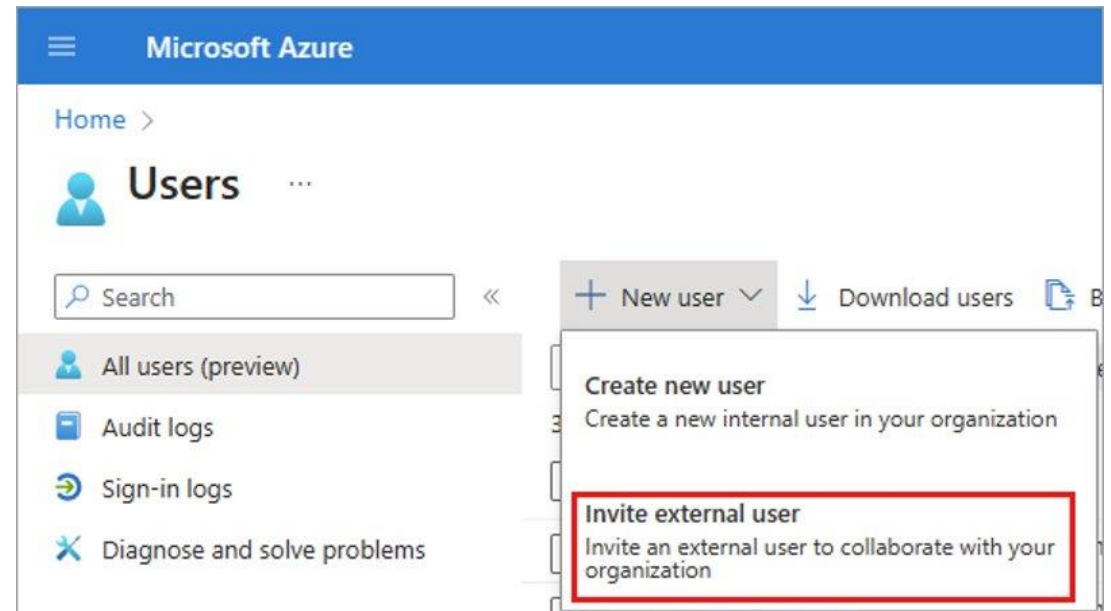 Microsoft Azure
Home >
Users ...
Search «
+ New user Download users B
All users (preview)
Create new user
Create a new internal user in your organization
Audit logs
3
Sign-in logs
Invite external user
Invite an external user to collaborate with your
organization
Diagnose and solve problems